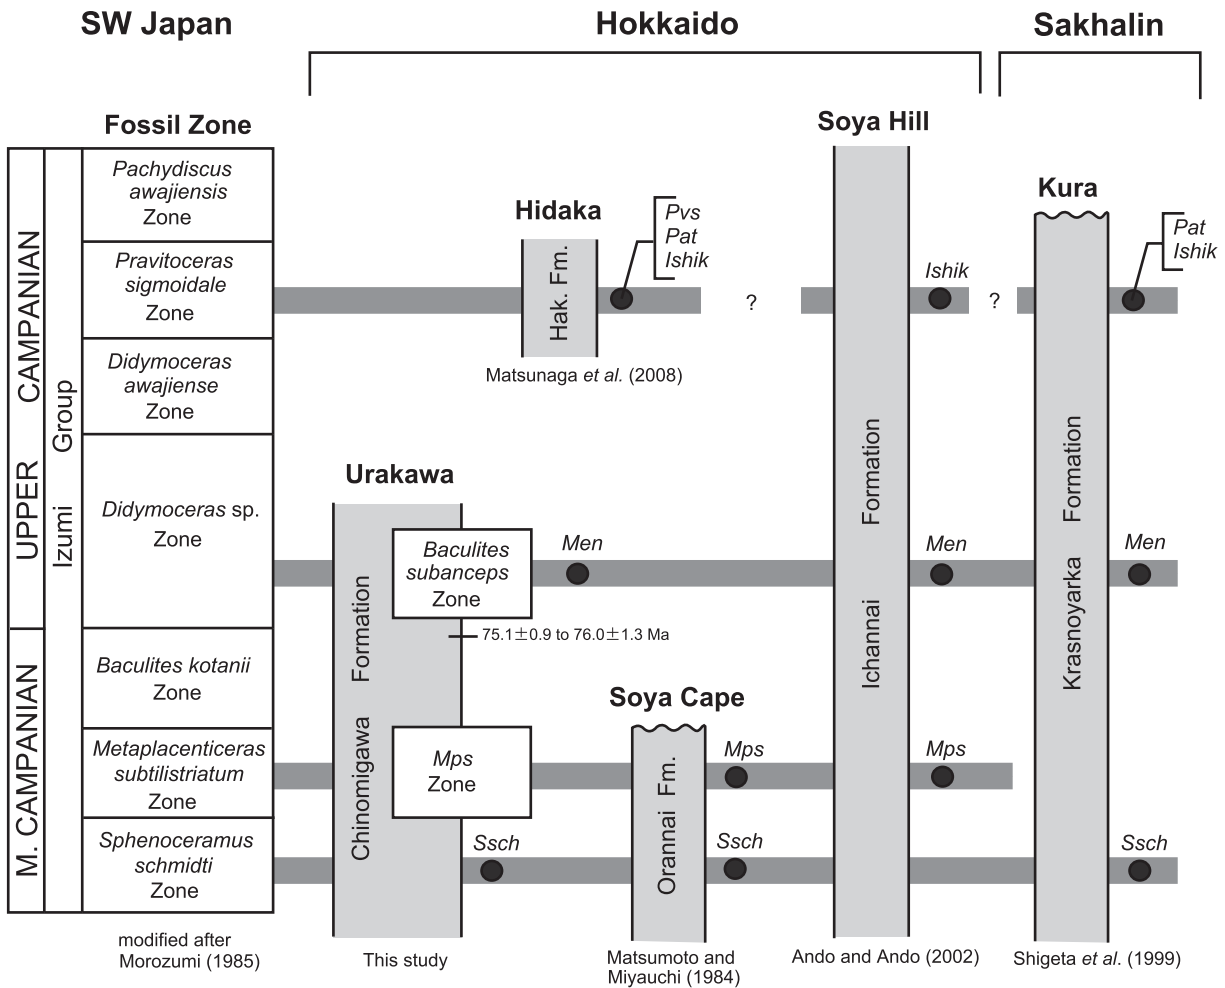 SW Japan
Hokkaido
Sakhalin
Fossil Zone
UPPER CAMPANIAN
M. CAMPANIAN
Izumi Group
Pachydiscus
awajiensis
Zone
Pravitoceras
sigmoidale
Zone
Didymoceras
awajiense
Zone
Didymoceras sp.
Zone
Baculites kotanii
Zone
Metaplacenticeras
subtilistriatum
Zone
Sphenoceramus
schmidti
Zone
modified after
Morozumi (1985)
Urakawa
Chinomigawa Formation
Baculites
subanceps
Zone
Men
75.1±0.9 to 76.0±1.3 Ma
Mps
Zone
Ssch
This study
Hidaka
Hak. Fm.
Pvs
Pat
Ishik
?
Matsunaga et al. (2008)
Soya Cape
Orannai Fm.
Mps
Ssch
Matsumoto and
Miyauchi (1984)
Soya Hill
Ichannai Formation
Ishik
?
Men
Mps
Ando and Ando (2002)
Kura
Krasnoyarka Formation
Pat
Ishik
Men
Ssch
Shigeta et al. (1999)